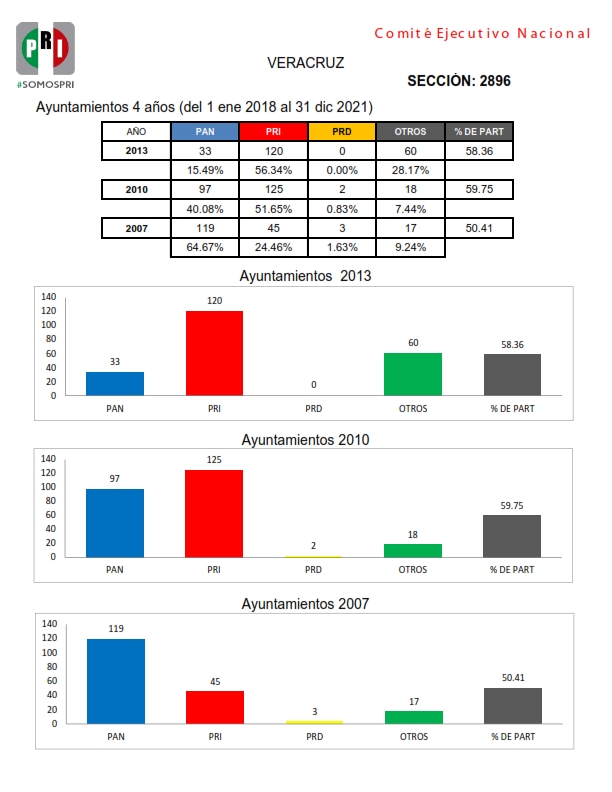 Comité Ejecutivo Nacional
PRI
#SOMOSPRI
VERACRUZ
SECCIÓN: 2896
Ayuntamientos 4 años (del 1 ene 2018 al 31 dic 2021)
AÑO PAN PRI PRD OTROS % DE PART
2013 33 120 0 60 58.36
15.49% 56.34% 0.00% 28.17%
2010 97 125 2 18 59.75
40.08% 51.65% 0.83% 7.44%
2007 119 45 3 17 50.41
64.67% 24.46% 1.63% 9.24%
Ayuntamientos 2013
140
120
100
80
60
40
20
0
33 120 0 60 58.36
PAN PRI PRD OTROS % DE PART
Ayuntamientos 2010
140
120
100
80
60
40
20
0
97 125 2 18 59.75
PAN PRI PRD OTROS % DE PART
Ayuntamientos 2007
140
120
100
80
60
40
20
0
119 45 3 17 50.41
PAN PRI PRD OTROS % DE PART